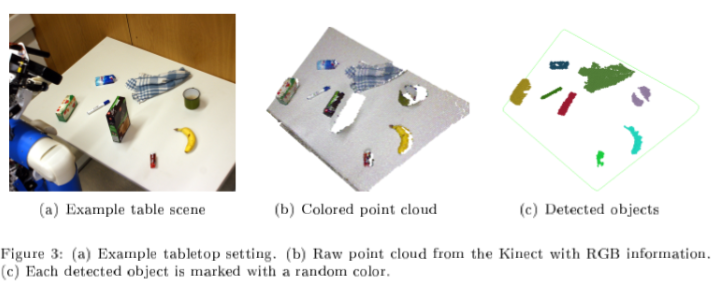 (a) Example table scene
(b) Colored point cloud
(c) Detected objects
Figure 3: (a) Example tabletop setting. (b) Raw point cloud from the Kinect with RGB information.
(c) Each detected object is marked with a random color.